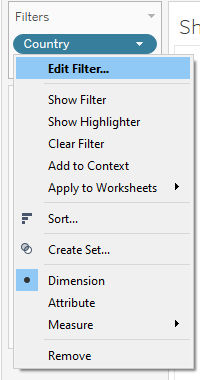 Filters
Sh
Country
Edit Filter...
Show Filter
Show Highlighter
Clear Filter
Add to Context
Apply to Worksheets
Sort...
Create Set...
Dimension
Attribute
Measure
Remove